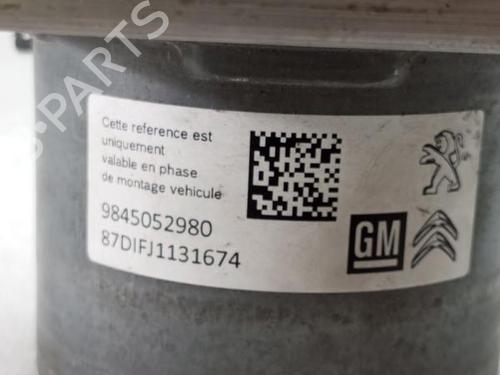 Cette reference est
uniquement
valable en phase
de montage vehicule
9845052980
87DIFJ1131674
GM
B-PARTS